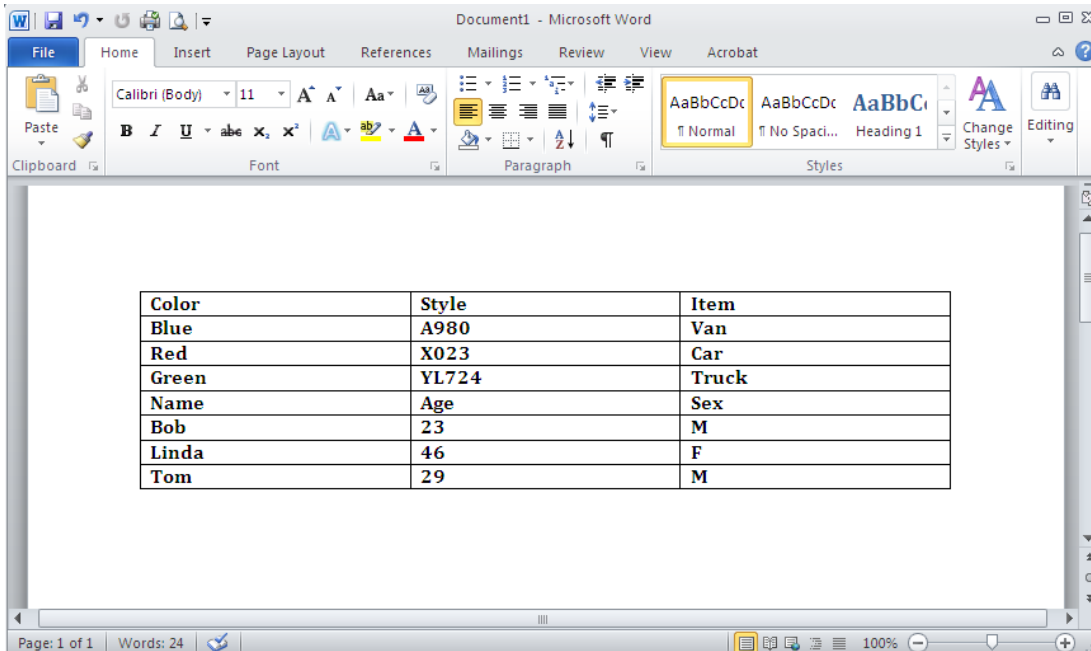 W Document1 - Microsoft Word
File Home Insert Page Layout References Mailings Review View Acrobat
Calibri (Body) 11 A A Aa
AaBbCcDc AaBbCcDc AaBbC
Paste B I U abc x₂ x² A ab A
¶ Normal ¶ No Spaci... Heading 1 Change Styles Editing
Clipboard Font Paragraph Styles
Color Style Item
Blue A980 Van
Red X023 Car
Green YL724 Truck
Name Age Sex
Bob 23 M
Linda 46 F
Tom 29 M
Page: 1 of 1 Words: 24 100%